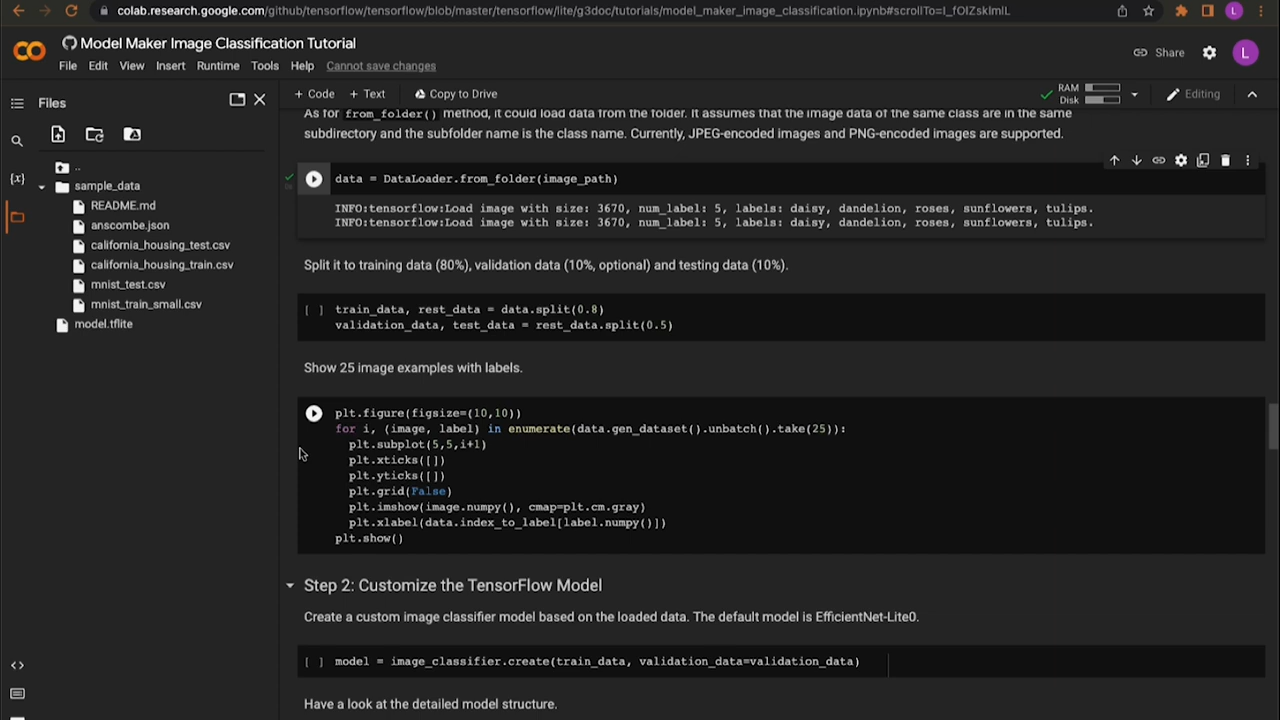 colab.research.google.com/github/tensorflow/tensorflow/blob/master/tensorflow/lite/g3doc/tutorials/model_maker_image_classification.ipynb#scrollTo=I_fOlZsklmlL
L
Model Maker Image Classification Tutorial
File Edit View Insert Runtime Tools Help Cannot save changes
Share
L
Files
+ Code + Text Copy to Drive
RAM
Disk
Editing
..
sample_data
README.md
anscombe.json
california_housing_test.csv
california_housing_train.csv
mnist_test.csv
mnist_train_small.csv
model.tflite
{x}
As for from_folder() method, it could load data from the folder. It assumes that the image data of the same class are in the same
subdirectory and the subfolder name is the class name. Currently, JPEG-encoded images and PNG-encoded images are supported.
data = DataLoader.from_folder(image_path)
INFO:tensorflow:Load image with size: 3670, num_label: 5, labels: daisy, dandelion, roses, sunflowers, tulips.
INFO:tensorflow:Load image with size: 3670, num_label: 5, labels: daisy, dandelion, roses, sunflowers, tulips.
Split it to training data (80%), validation data (10%, optional) and testing data (10%).
[ ] train_data, rest_data = data.split(0.8)
validation_data, test_data = rest_data.split(0.5)
Show 25 image examples with labels.
plt.figure(figsize=(10,10))
for i, (image, label) in enumerate(data.gen_dataset().unbatch().take(25)):
plt.subplot(5,5,i+1)
plt.xticks([])
plt.yticks([])
plt.grid(False)
plt.imshow(image.numpy(), cmap=plt.cm.gray)
plt.xlabel(data.index_to_label[label.numpy()])
plt.show()
Step 2: Customize the TensorFlow Model
Create a custom image classifier model based on the loaded data. The default model is EfficientNet-Lite0.
[ ] model = image_classifier.create(train_data, validation_data=validation_data)
Have a look at the detailed model structure.